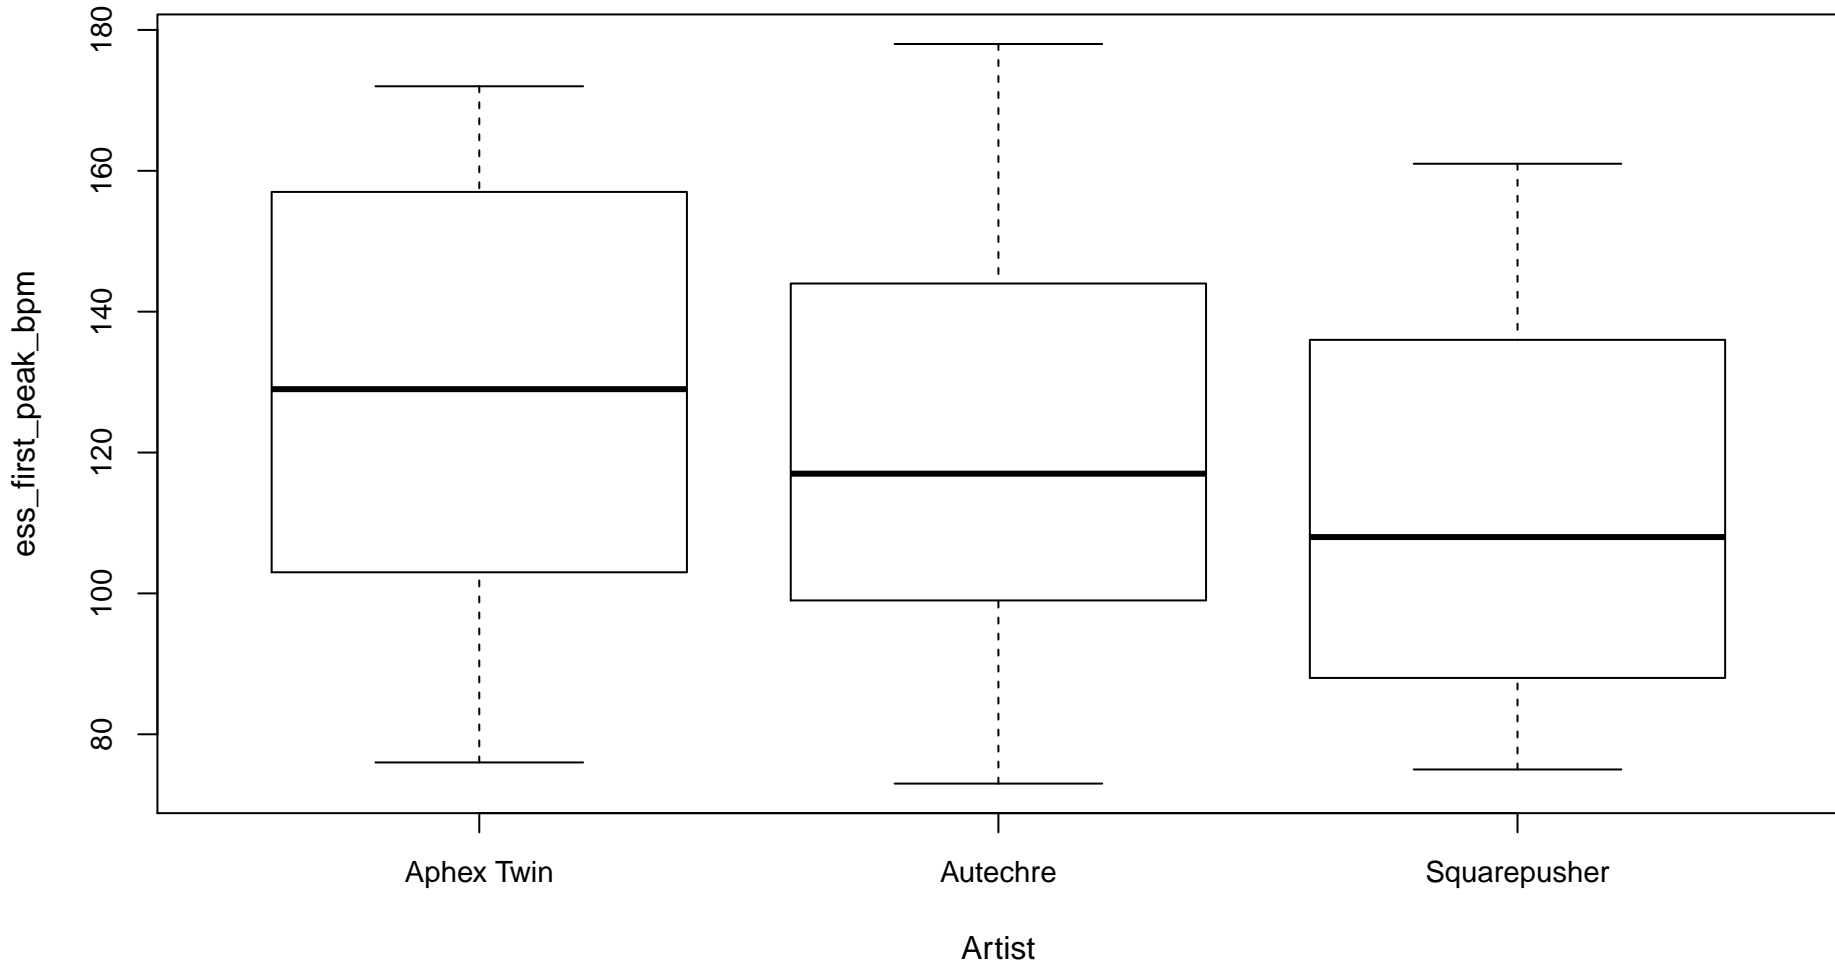 ess_first_peak_bpm
180
160
140
120
100
80
Aphex Twin
Autechre
Squarepusher
Artist